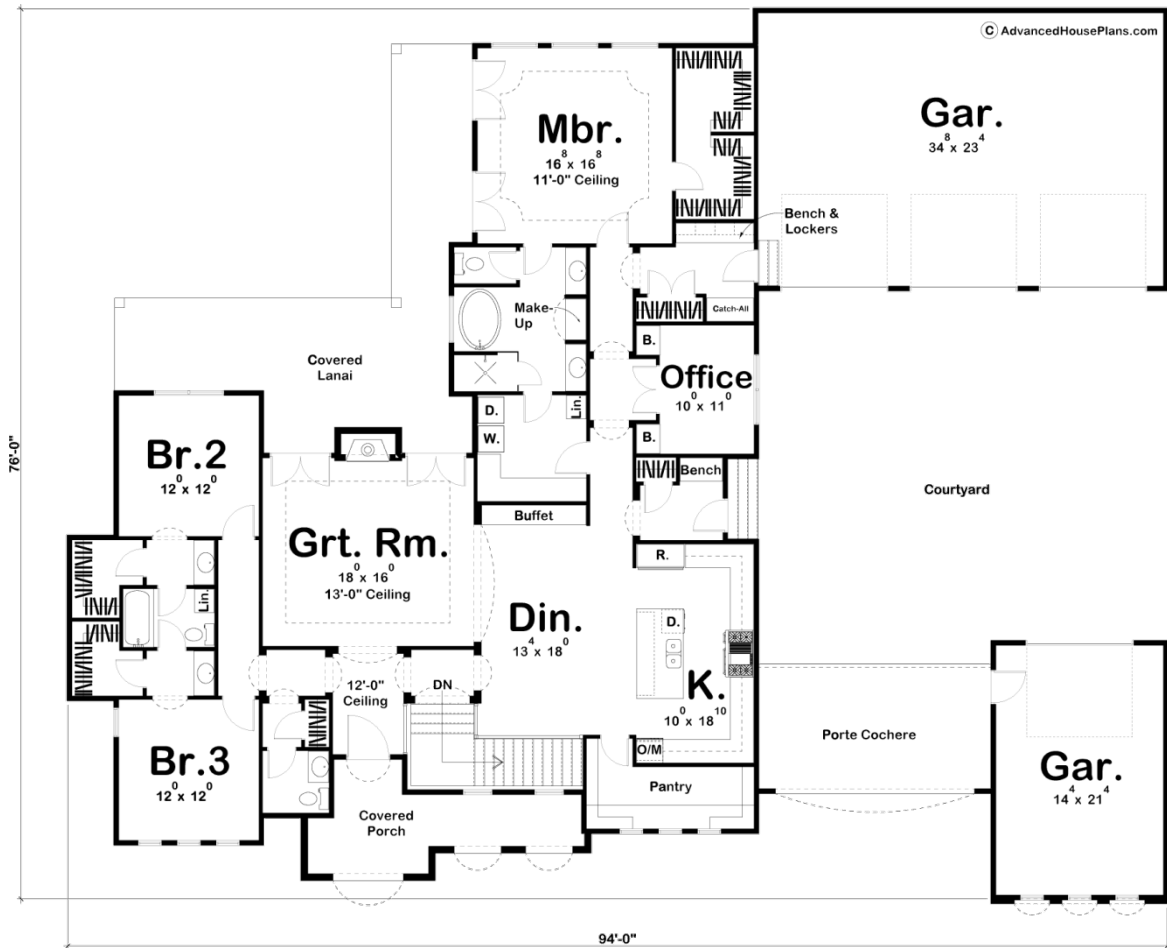 © AdvancedHousePlans.com
Gar.
34⁸ x 23⁴
Mbr.
16⁸ x 16⁸
11'-0" Ceiling
Bench &
Lockers
Catch-All
Make-
Up
B.
Office
10⁰ x 11⁰
B.
Lin.
D.
W.
Covered
Lanai
76'-0"
Br.2
12⁰ x 12⁰
Bench
Courtyard
Buffet
Grt. Rm.
18⁰ x 16⁰
13'-0" Ceiling
R.
Lin.
Din.
13⁴ x 18⁰
D.
K.
10⁰ x 18¹⁰
12'-0"
Ceiling
DN
O/M
Porte Cochere
Br.3
12⁰ x 12⁰
Pantry
Gar.
14⁴ x 21⁴
Covered
Porch
94'-0"